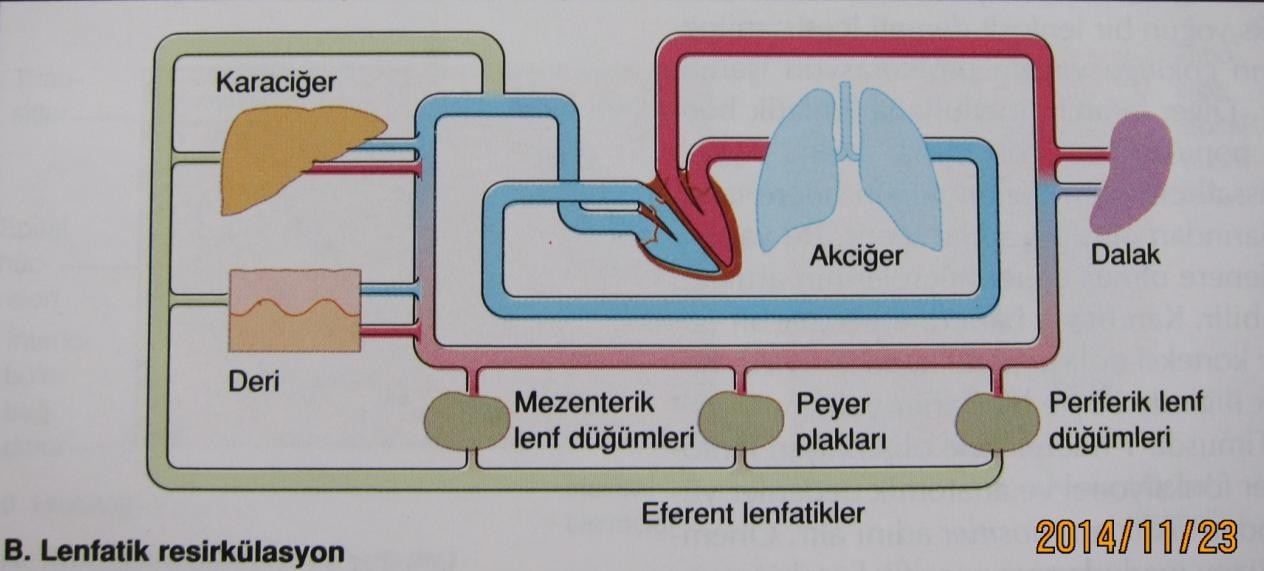 Karaciğer
Akciğer
Dalak
Deri
Mezenterik
lenf düğümleri
Peyer
plakları
Periferik lenf
düğümleri
Eferent lenfatikler
B. Lenfatik resirkülasyon
2014/11/23